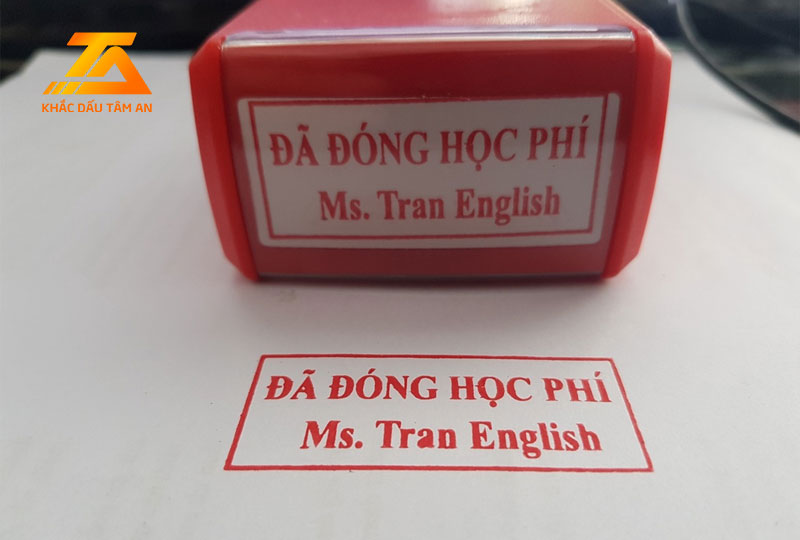 KHẮC DẤU TÂM AN
ĐÃ ĐÓNG HỌC PHÍ
Ms. Tran English
ĐÃ ĐÓNG HỌC PHÍ
Ms. Tran English